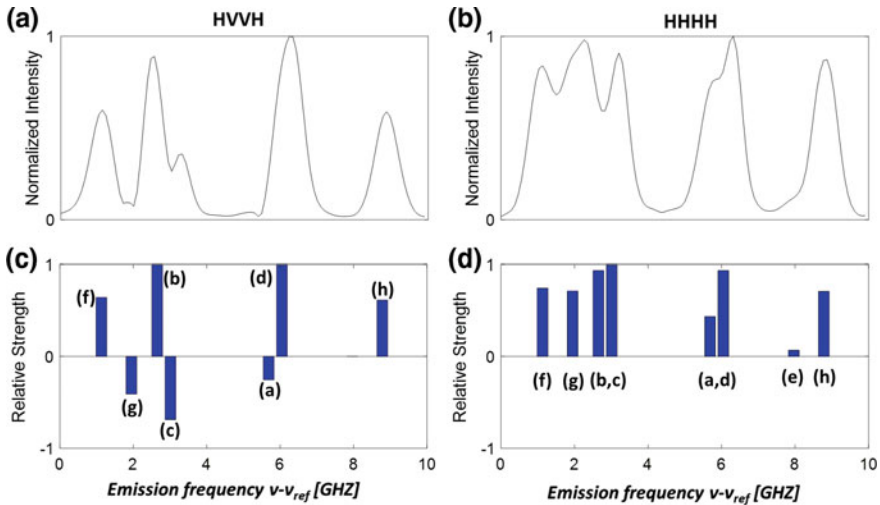 (a) HVVH
Normalized Intensity
1
0
(b) HHHH
Normalized Intensity
1
0
(c)
Relative Strength
1
0
-1
(f)
(g)
(b)
(c)
(d)
(a)
(h)
0 2 4 6 8 10
Emission frequency ν-νref [GHZ]
(d)
Relative Strength
1
0
-1
(f) (g) (b,c) (a,d) (e) (h)
0 2 4 6 8 10
Emission frequency ν-νref [GHZ]